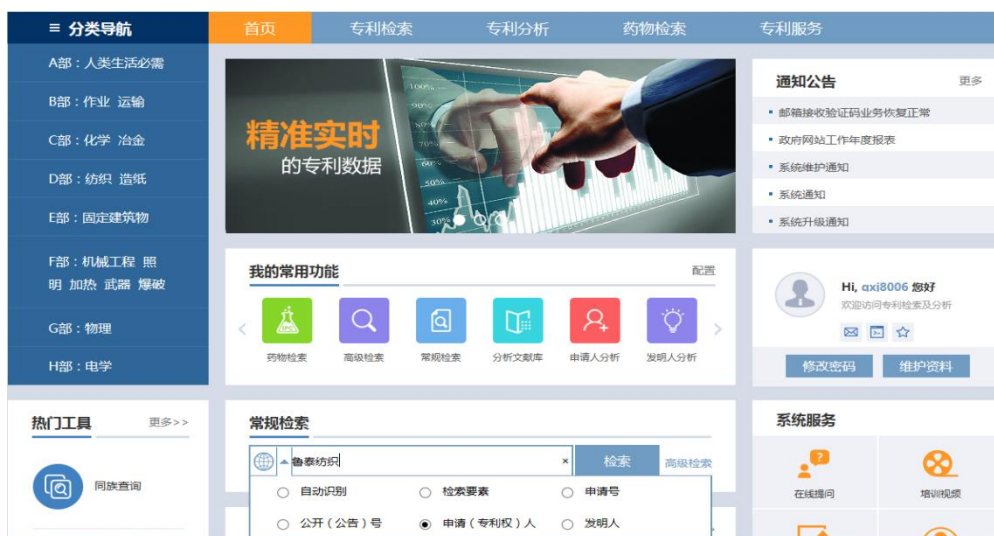 ≡ 分类导航
首页
专利检索
专利分析
药物检索
专利服务
A部：人类生活必需
B部：作业 运输
C部：化学 冶金
D部：纺织 造纸
E部：固定建筑物
F部：机械工程 照
明 加热 武器 爆破
G部：物理
H部：电学
精准实时
的专利数据
100%
90%
70%
60%
50%
40%
30%
通知公告
更多
邮箱接收验证码业务恢复正常
政府网站工作年度报表
系统维护通知
系统通知
系统升级通知
我的常用功能
配置
药物检索
高级检索
常规检索
分析文献库
申请人分析
发明人分析
Hi, qxj8006 您好
欢迎访问专利检索及分析
修改密码
维护资料
热门工具
更多>>
同族查询
常规检索
鲁泰纺织
×
检索
高级检索
自动识别
检索要素
申请号
公开（公告）号
申请（专利权）人
发明人
系统服务
在线提问
培训视频